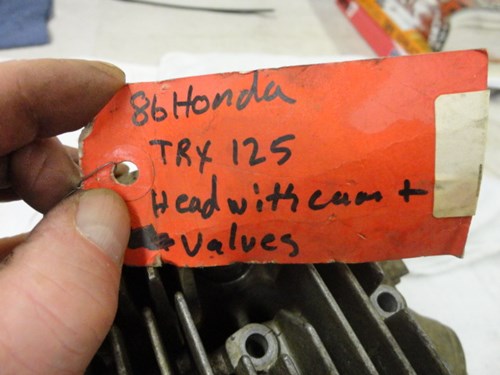 86 Honda
TRX 125
Head with cam +
Valves